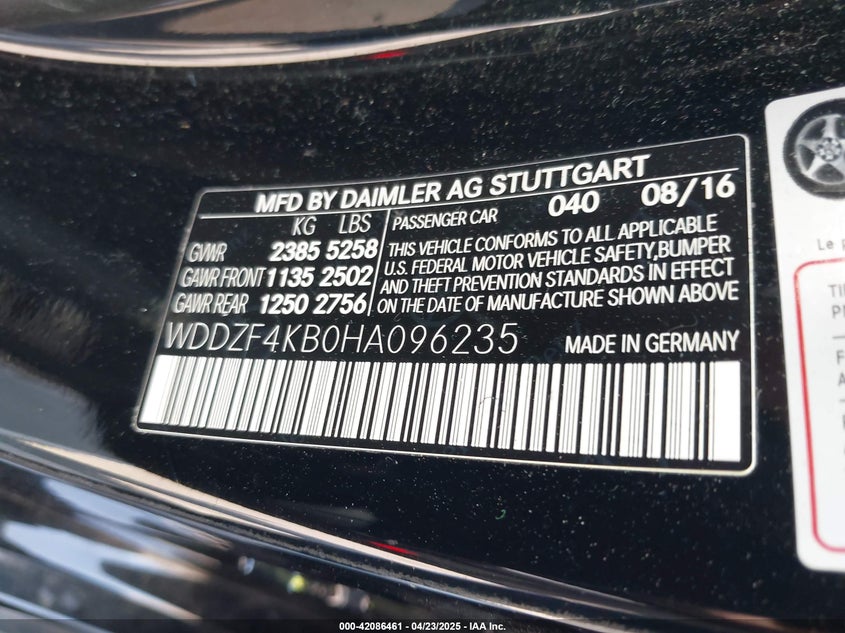 MFD BY DAIMLER AG STUTTGART
KG LBS
GVWR 2385 5258
GAWR FRONT 1135 2502
GAWR REAR 1250 2756
PASSENGER CAR 040 08/16
THIS VEHICLE CONFORMS TO ALL APPLICABLE
U.S. FEDERAL MOTOR VEHICLE SAFETY,BUMPER
AND THEFT PREVENTION STANDARDS IN EFFECT
ON THE DATE OF MANUFACTURE SHOWN ABOVE
WDDZF4KB0HA096235 MADE IN GERMANY
Le
000-42086461 - 04/23/2025 - IAA Inc.